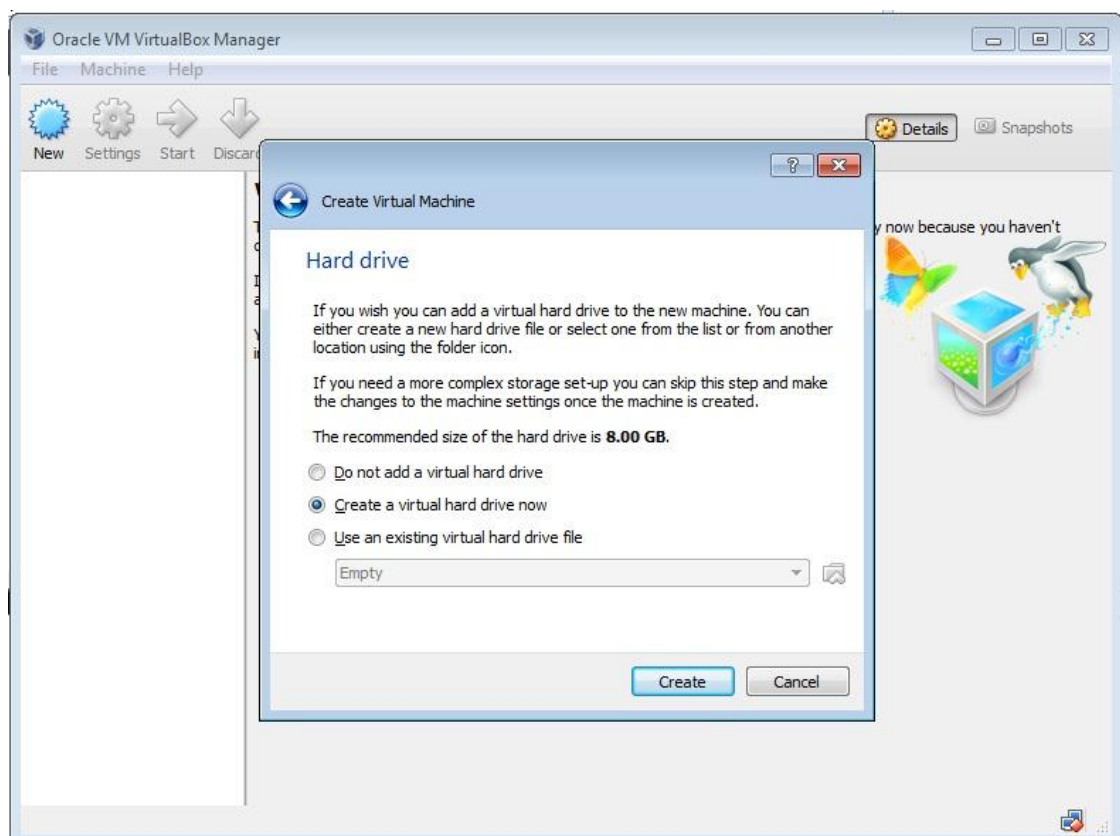 Oracle VM VirtualBox Manager
File Machine Help
New Settings Start Discard
Details Snapshots
Create Virtual Machine
y now because you haven't
Hard drive
If you wish you can add a virtual hard drive to the new machine. You can
either create a new hard drive file or select one from the list or from another
location using the folder icon.
If you need a more complex storage set-up you can skip this step and make
the changes to the machine settings once the machine is created.
The recommended size of the hard drive is 8.00 GB.
Do not add a virtual hard drive
Create a virtual hard drive now
Use an existing virtual hard drive file
Empty
Create Cancel